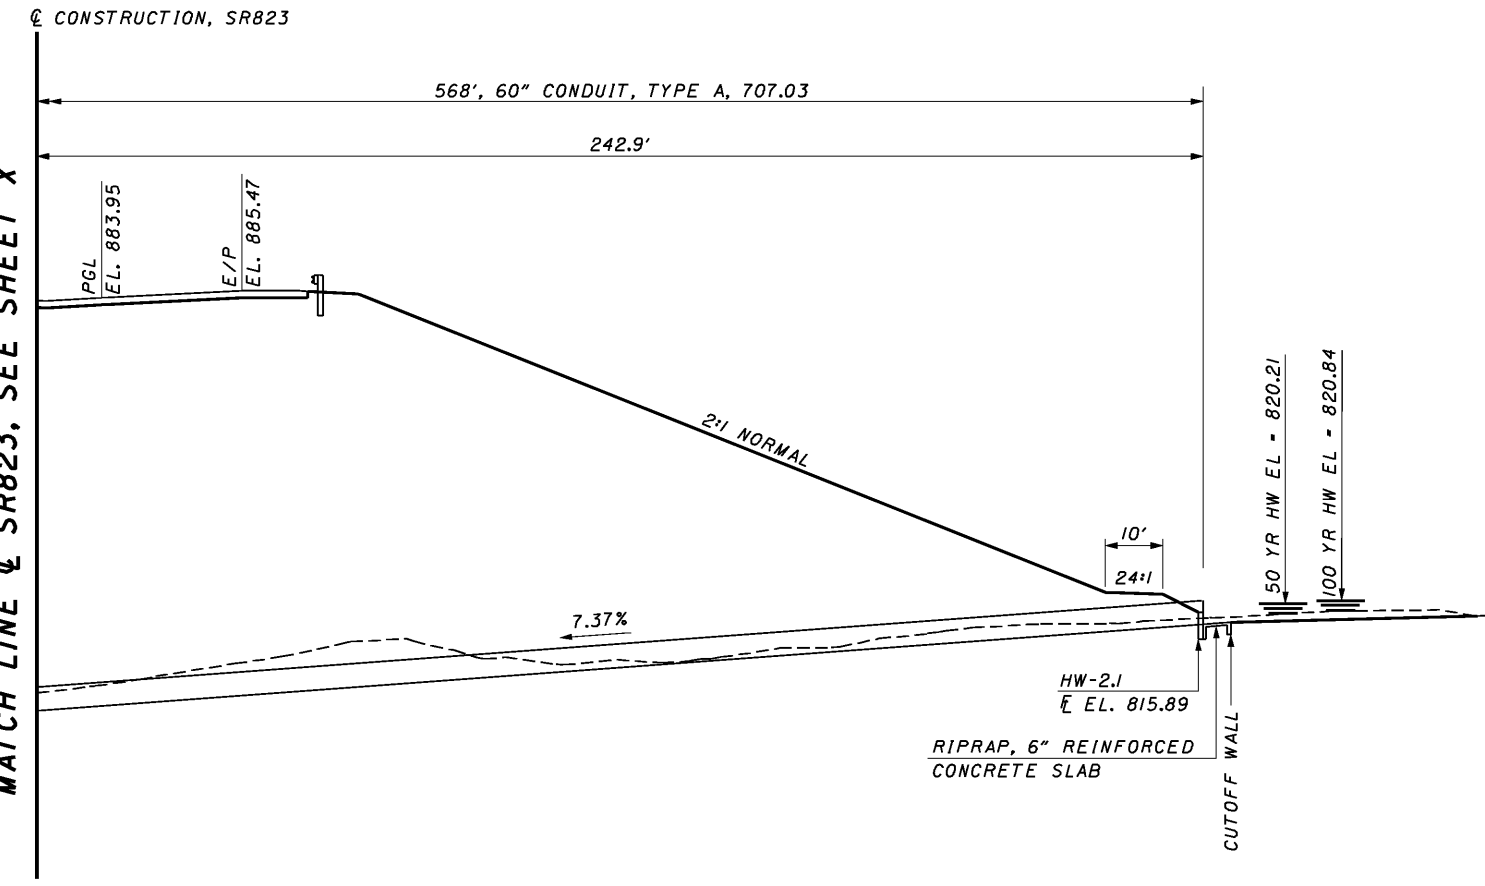 ℄ CONSTRUCTION, SR823
568', 60" CONDUIT, TYPE A, 707.03
242.9'
MATCH LINE ℄ SR823, SEE SHEET X
PGL
EL. 883.95
E/P
EL. 885.47
2:1 NORMAL
10'
24:1
7.37%
50 YR HW EL = 820.21
100 YR HW EL = 820.84
HW-2.1
FL EL. 815.89
RIPRAP, 6" REINFORCED
CONCRETE SLAB
CUTOFF WALL